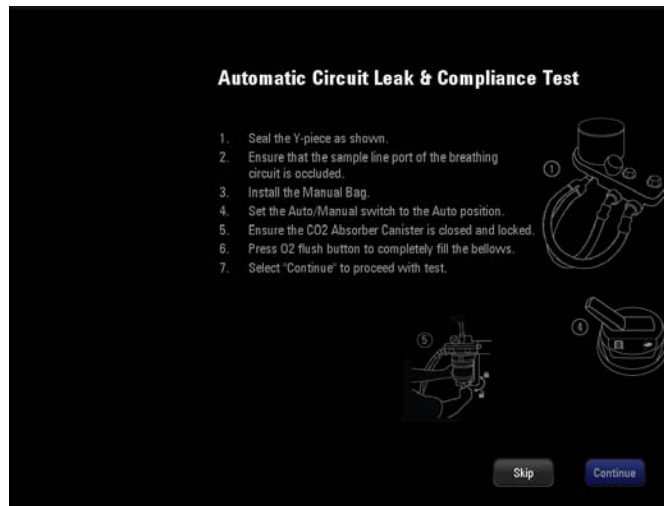 Automatic Circuit Leak & Compliance Test
1. Seal the Y-piece as shown.
2. Ensure that the sample line port of the breathing
circuit is occluded.
1
3. Install the Manual Bag.
4. Set the Auto/Manual switch to the Auto position.
5. Ensure the CO2 Absorber Canister is closed and locked.
6. Press O2 flush button to completely fill the bellows.
7. Select "Continue" to proceed with test.
4
5
Skip
Continue